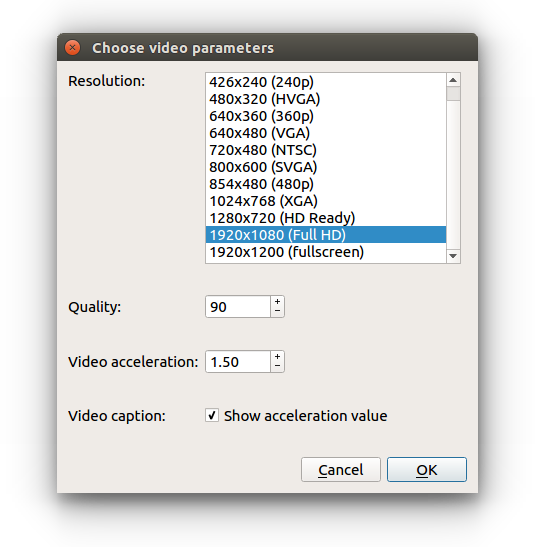 Choose video parameters
Resolution:
426x240 (240p)
480x320 (HVGA)
640x360 (360p)
640x480 (VGA)
720x480 (NTSC)
800x600 (SVGA)
854x480 (480p)
1024x768 (XGA)
1280x720 (HD Ready)
1920x1080 (Full HD)
1920x1200 (fullscreen)
Quality: 90
Video acceleration: 1.50
Video caption: Show acceleration value
Cancel OK